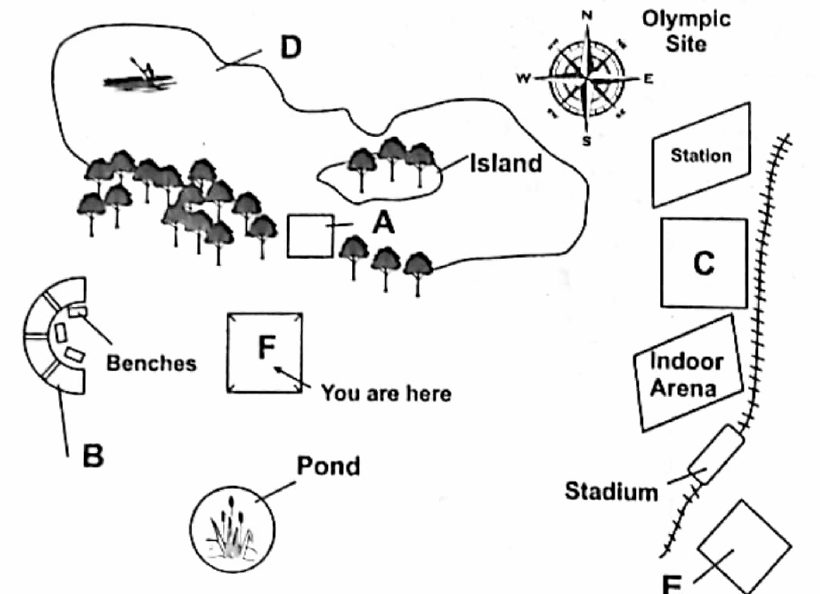 Olympic
Site
N
W
E
S
D
Station
Island
A
C
F
You are here
Benches
Indoor
Arena
B
Pond
Stadium
E